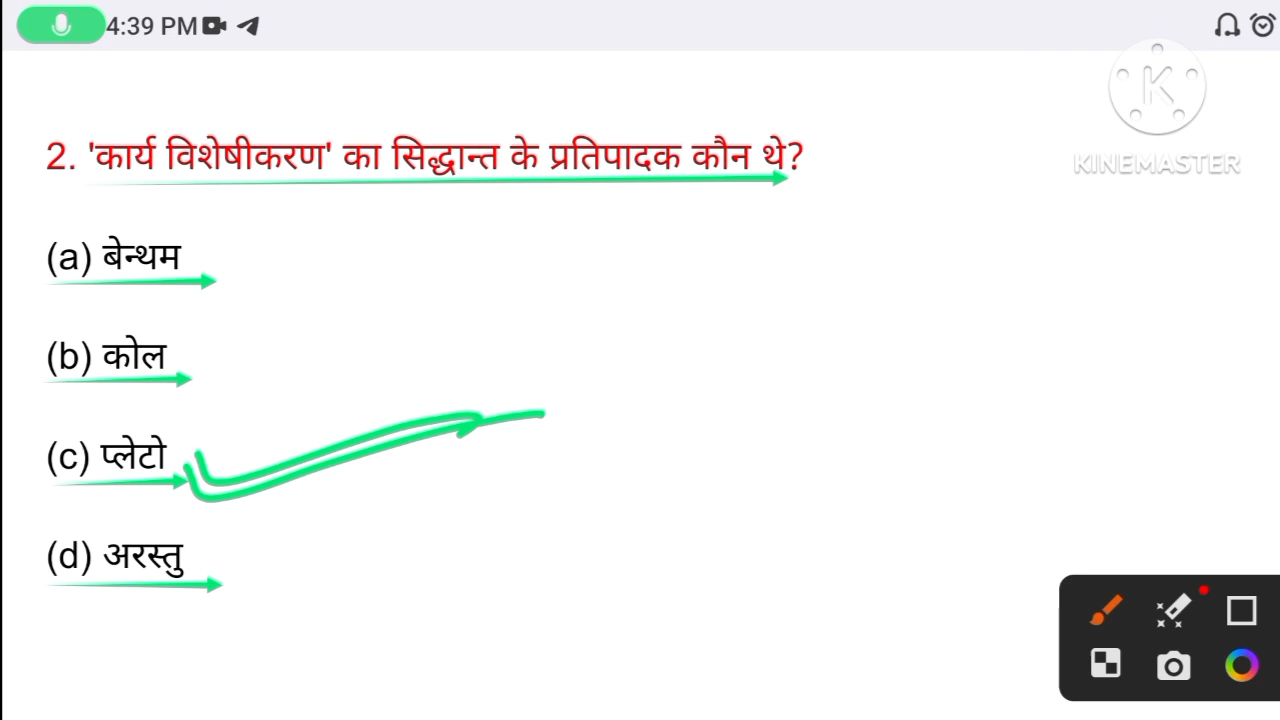 4:39 PM
KINEMASTER
2. 'कार्य विशेषीकरण' का सिद्धान्त के प्रतिपादक कौन थे?
(a) बेन्थम
(b) कोल
(c) प्लेटो
(d) अरस्तु